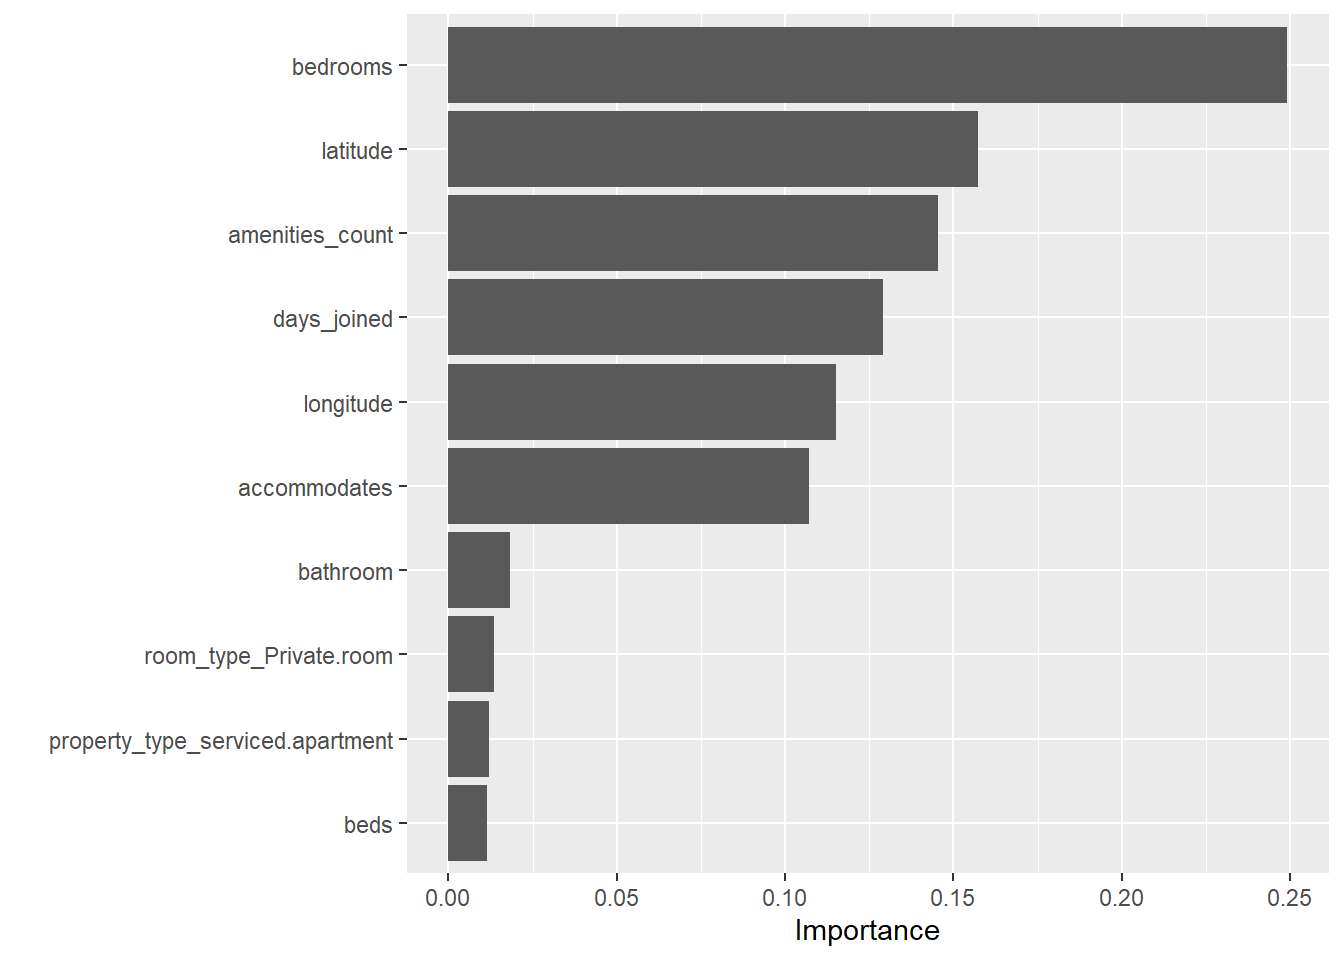 bedrooms
latitude
amenities_count
days_joined
longitude
accommodates
bathroom
room_type_Private.room
property_type_serviced.apartment
beds
0.00 0.05 0.10 0.15 0.20 0.25
Importance